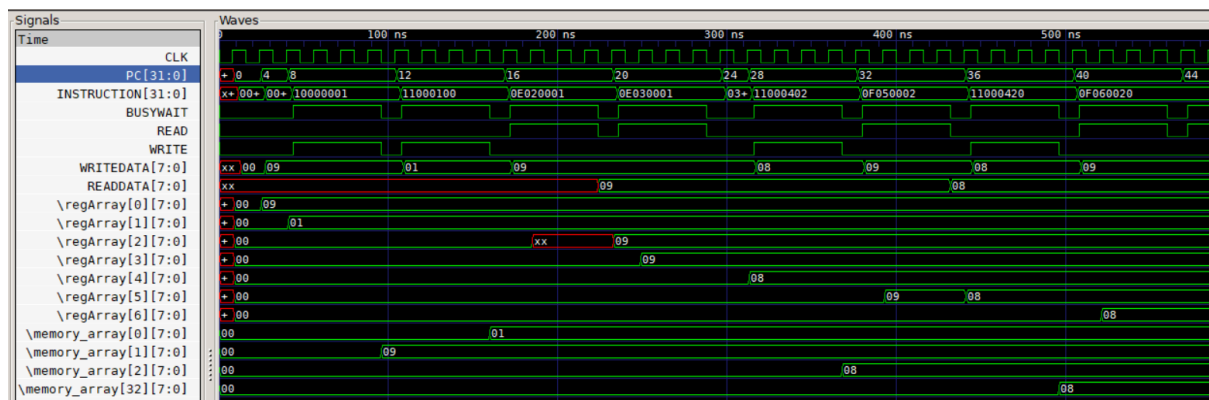 Signals Waves
Time 0 100 ns 200 ns 300 ns 400 ns 500 ns
CLK
PC[31:0] + 0 4 8 12 16 20 24 28 32 36 40 44
INSTRUCTION[31:0] x+ 00+ 00+ 10000001 11000100 0E020001 0E030001 03+ 11000402 0F050002 11000420 0F060020
BUSYWAIT
READ
WRITE
WRITEDATA[7:0] xx 00 09 01 09 08 09 08 09
READDATA[7:0] xx 09 08
\regArray[0][7:0] + 00 09
\regArray[1][7:0] + 00 01
\regArray[2][7:0] + 00 xx 09
\regArray[3][7:0] + 00 09
\regArray[4][7:0] + 00 08
\regArray[5][7:0] + 00 09 08
\regArray[6][7:0] + 00 08
\memory_array[0][7:0] 00 01
\memory_array[1][7:0] 00 09
\memory_array[2][7:0] 00 08
\memory_array[32][7:0] 00 08